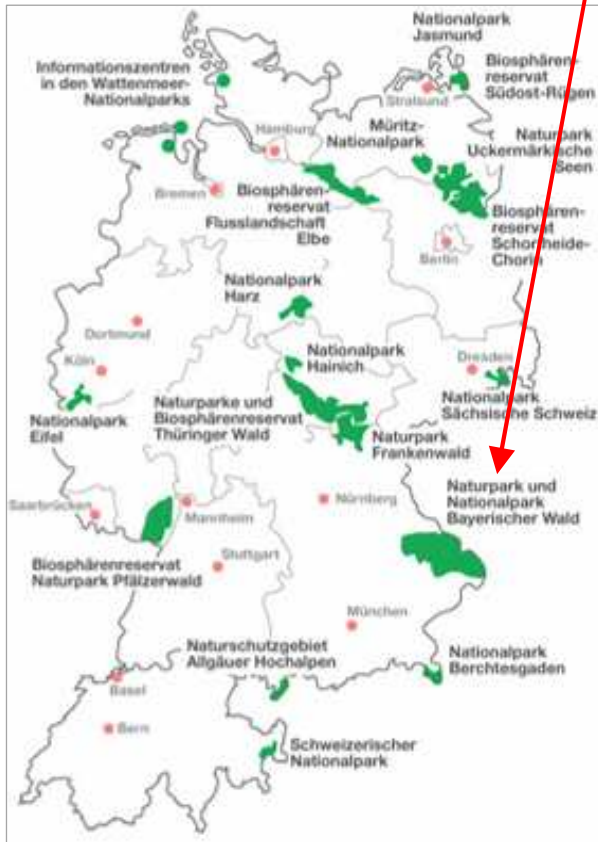 Nationalpark
Jasmund
Informationszentren
in den Wattenmeer-
Nationalparks
Biosphären-
reservat
Südost-Rügen
Stralsund
Hamburg
Müritz-
Nationalpark
Naturpark
Uckermärkische
Seen
Bremen
Biosphären-
reservat
Flusslandschaft
Elbe
Biosphären-
reservat
Schorfheide-
Chorin
Berlin
Nationalpark
Harz
Dortmund
Köln
Nationalpark
Hainich
Dresden
Nationalpark
Eifel
Naturparke und
Biosphärenreservat
Thüringer Wald
Nationalpark
Sächsische Schweiz
Naturpark
Frankenwald
Naturpark und
Nationalpark
Bayerischer Wald
Saarbrücken
Mannheim
Nürnberg
Biosphärenreservat
Naturpark Pfälzerwald
Stuttgart
München
Naturschutzgebiet
Allgäuer Hochalpen
Nationalpark
Berchtesgaden
Basel
Bern
Schweizerischer
Nationalpark